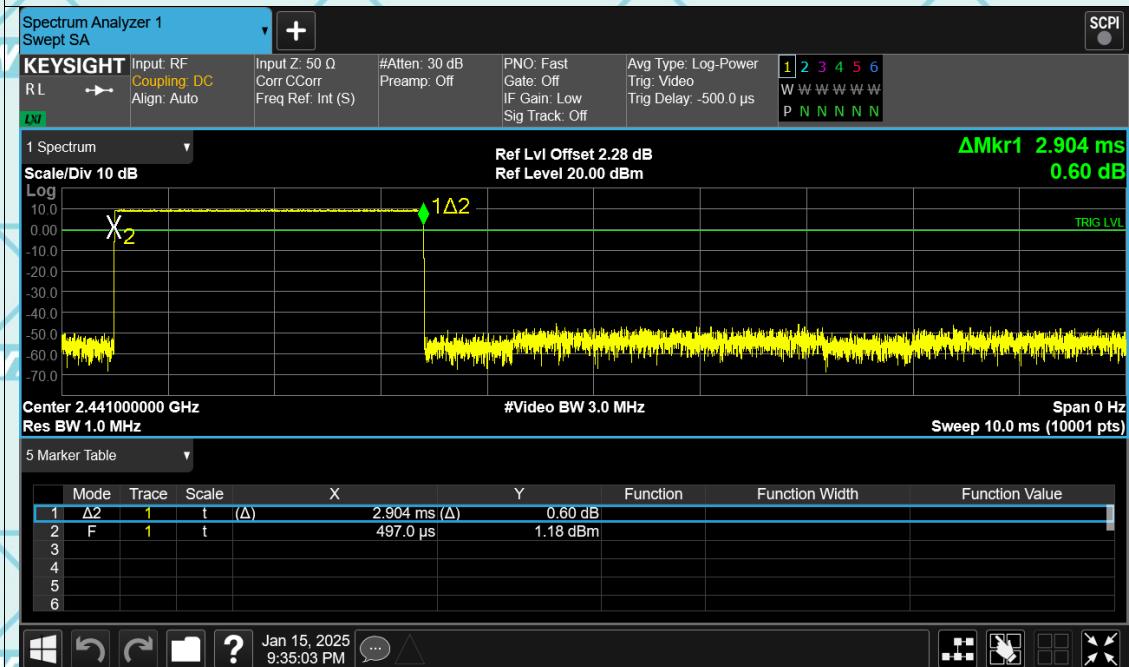 Spectrum Analyzer 1
Swept SA
+
SCPI
KEYSIGHT
RL
LXI
Input: RF
Coupling: DC
Align: Auto
Input Z: 50 Ω
Corr CCorr
Freq Ref: Int (S)
#Atten: 30 dB
Preamp: Off
PNO: Fast
Gate: Off
IF Gain: Low
Sig Track: Off
Avg Type: Log-Power
Trig: Video
Trig Delay: -500.0 µs
1 2 3 4 5 6
W W W W W W
P N N N N N
1 Spectrum
Scale/Div 10 dB
Ref Lvl Offset 2.28 dB
Ref Level 20.00 dBm
ΔMkr1 2.904 ms
0.60 dB
Log
10.0
0.00
-10.0
-20.0
-30.0
-40.0
-50.0
-60.0
-70.0
1Δ2
2
TRIG LVL
Center 2.441000000 GHz
Res BW 1.0 MHz
#Video BW 3.0 MHz
Span 0 Hz
Sweep 10.0 ms (10001 pts)
5 Marker Table
Mode Trace Scale X Y Function Function Width Function Value
1 Δ2 1 t (Δ) 2.904 ms (Δ) 0.60 dB
2 F 1 t 497.0 µs 1.18 dBm
3
4
5
6
?
Jan 15, 2025
9:35:03 PM